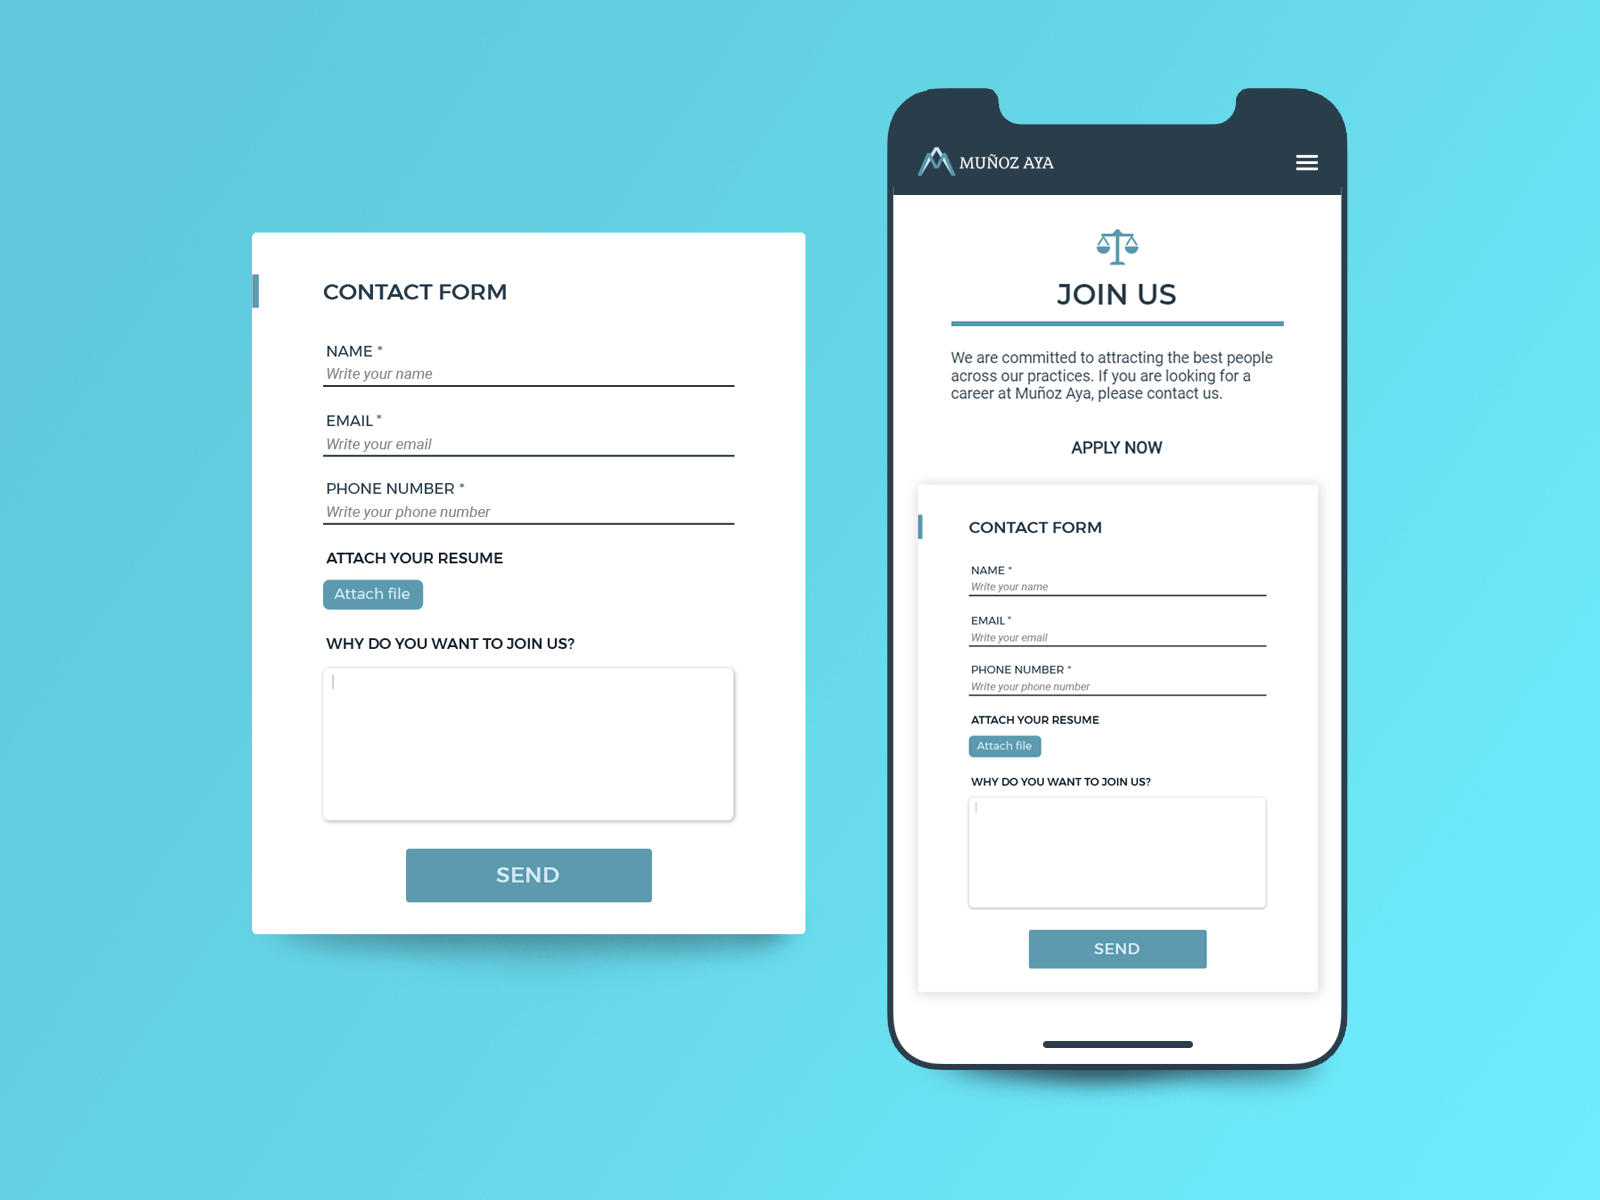 CONTACT FORM
NAME *
Write your name
EMAIL *
Write your email
PHONE NUMBER *
Write your phone number
ATTACH YOUR RESUME
Attach file
WHY DO YOU WANT TO JOIN US?
SEND
MUÑOZ AYA
JOIN US
We are committed to attracting the best people
across our practices. If you are looking for a
career at Muñoz Aya, please contact us.
APPLY NOW
CONTACT FORM
NAME *
Write your name
EMAIL *
Write your email
PHONE NUMBER *
Write your phone number
ATTACH YOUR RESUME
Attach file
WHY DO YOU WANT TO JOIN US?
SEND